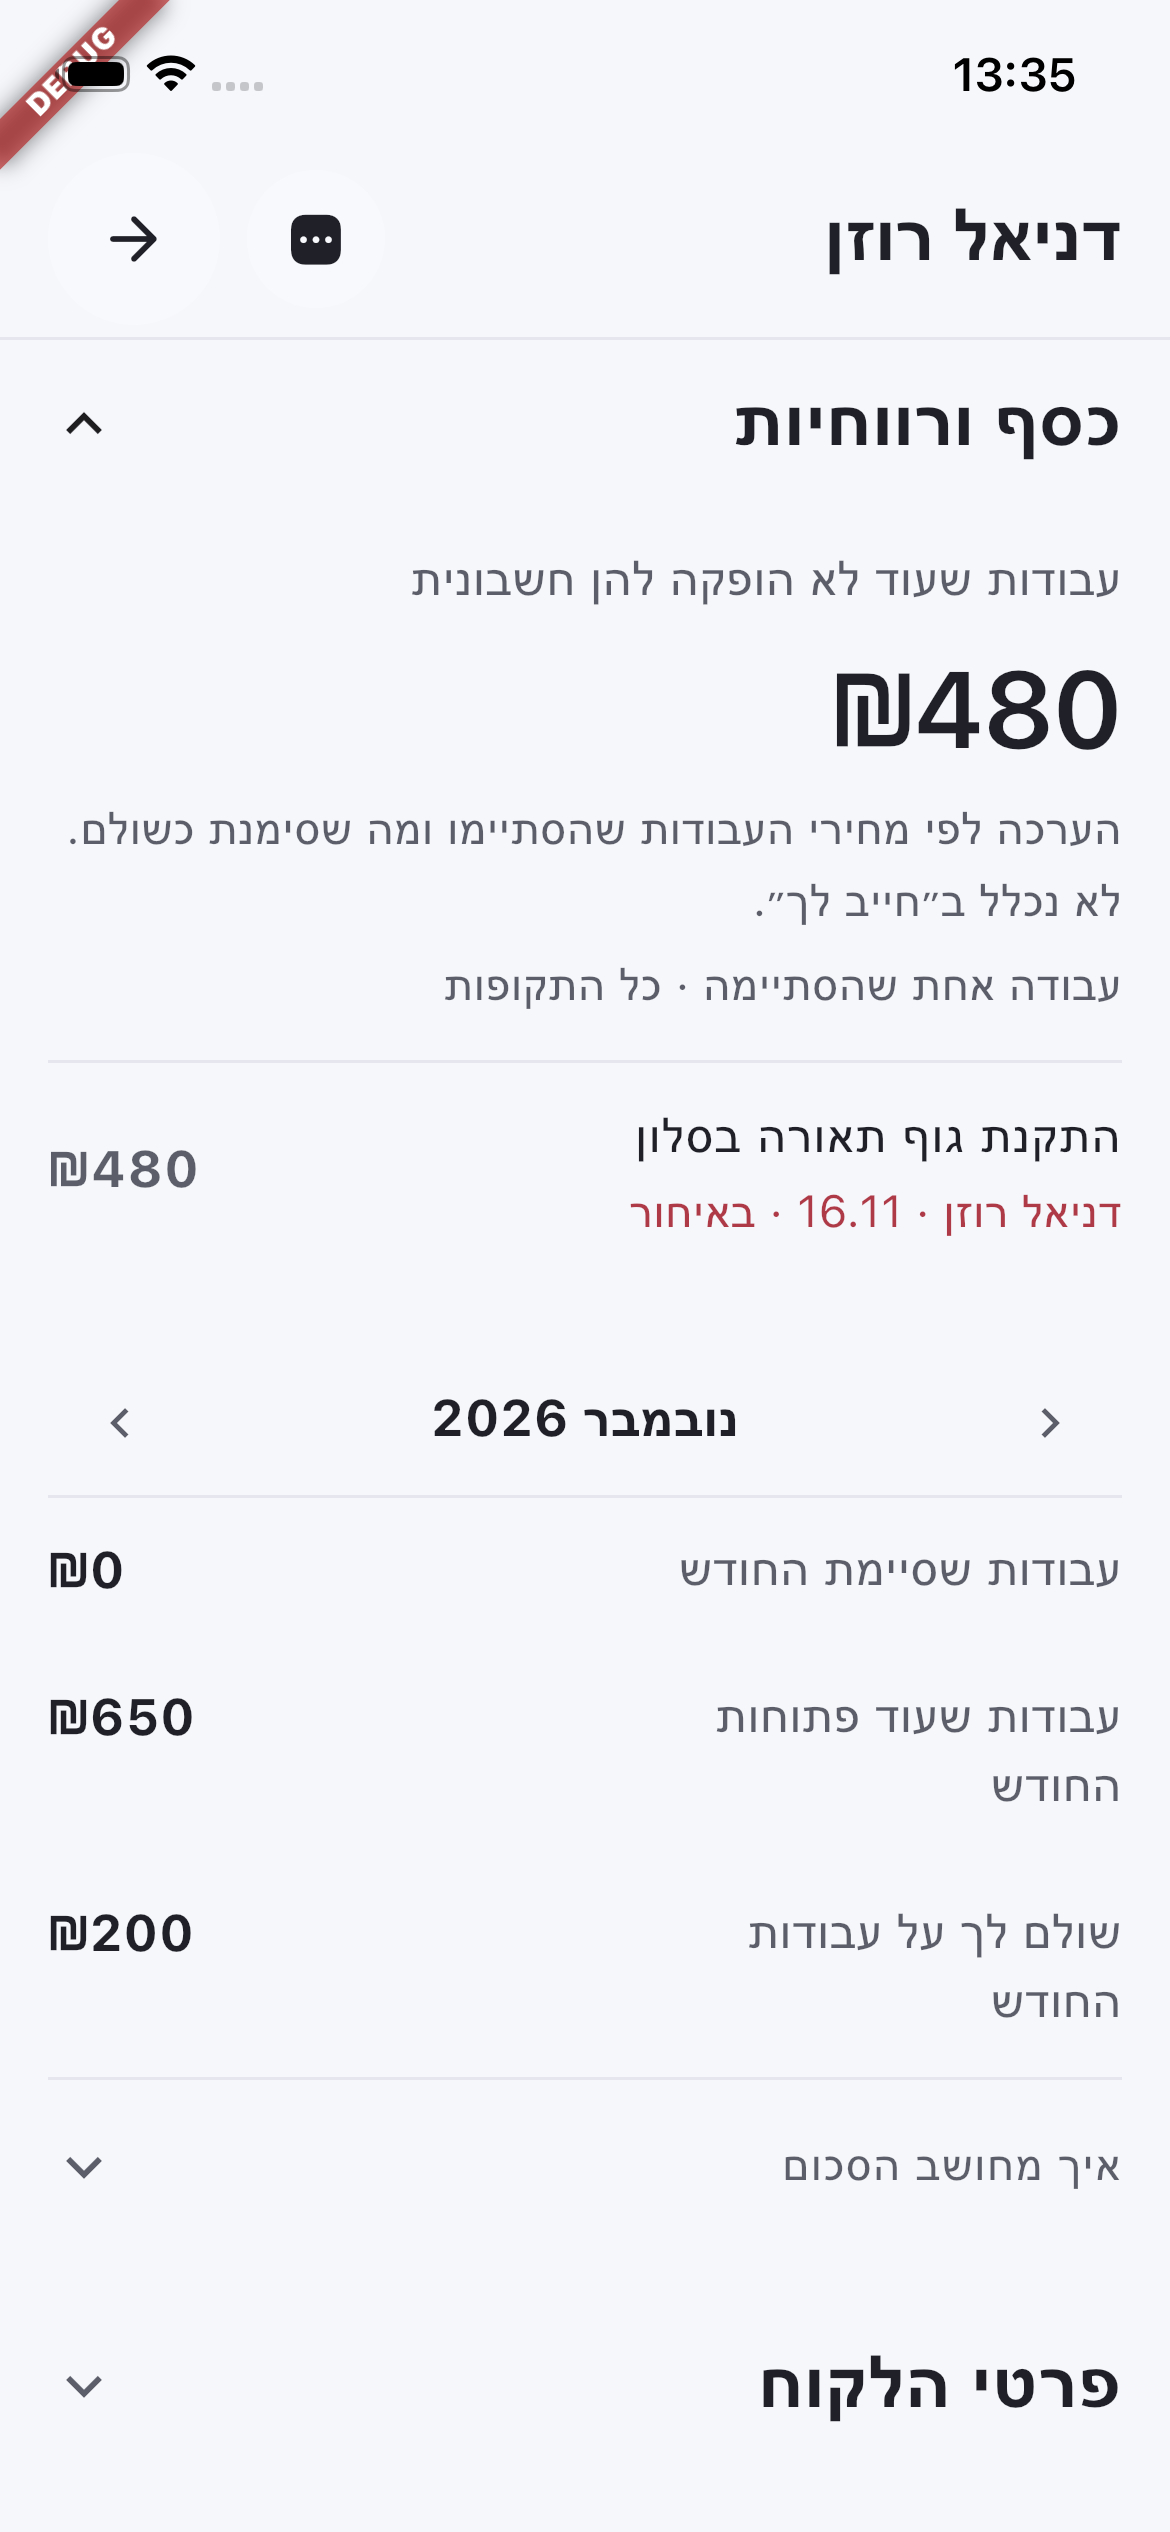 13:35
DEBUG
דניאל רוזן
כסף ורווחיות
עבודות שעוד לא הופקה להן חשבונית
₪480
הערכה לפי מחירי העבודות שהסתיימו ומה שסימנת כשולם.
לא נכלל ב״חייב לך״.
עבודה אחת שהסתיימה · כל התקופות
התקנת גוף תאורה בסלון
₪480
דניאל רוזן · 16.11 · באיחור
נובמבר 2026
עבודות שסיימת החודש
₪0
עבודות שעוד פתוחות
החודש
₪650
שולם לך על עבודות
החודש
₪200
איך מחושב הסכום
פרטי הלקוח